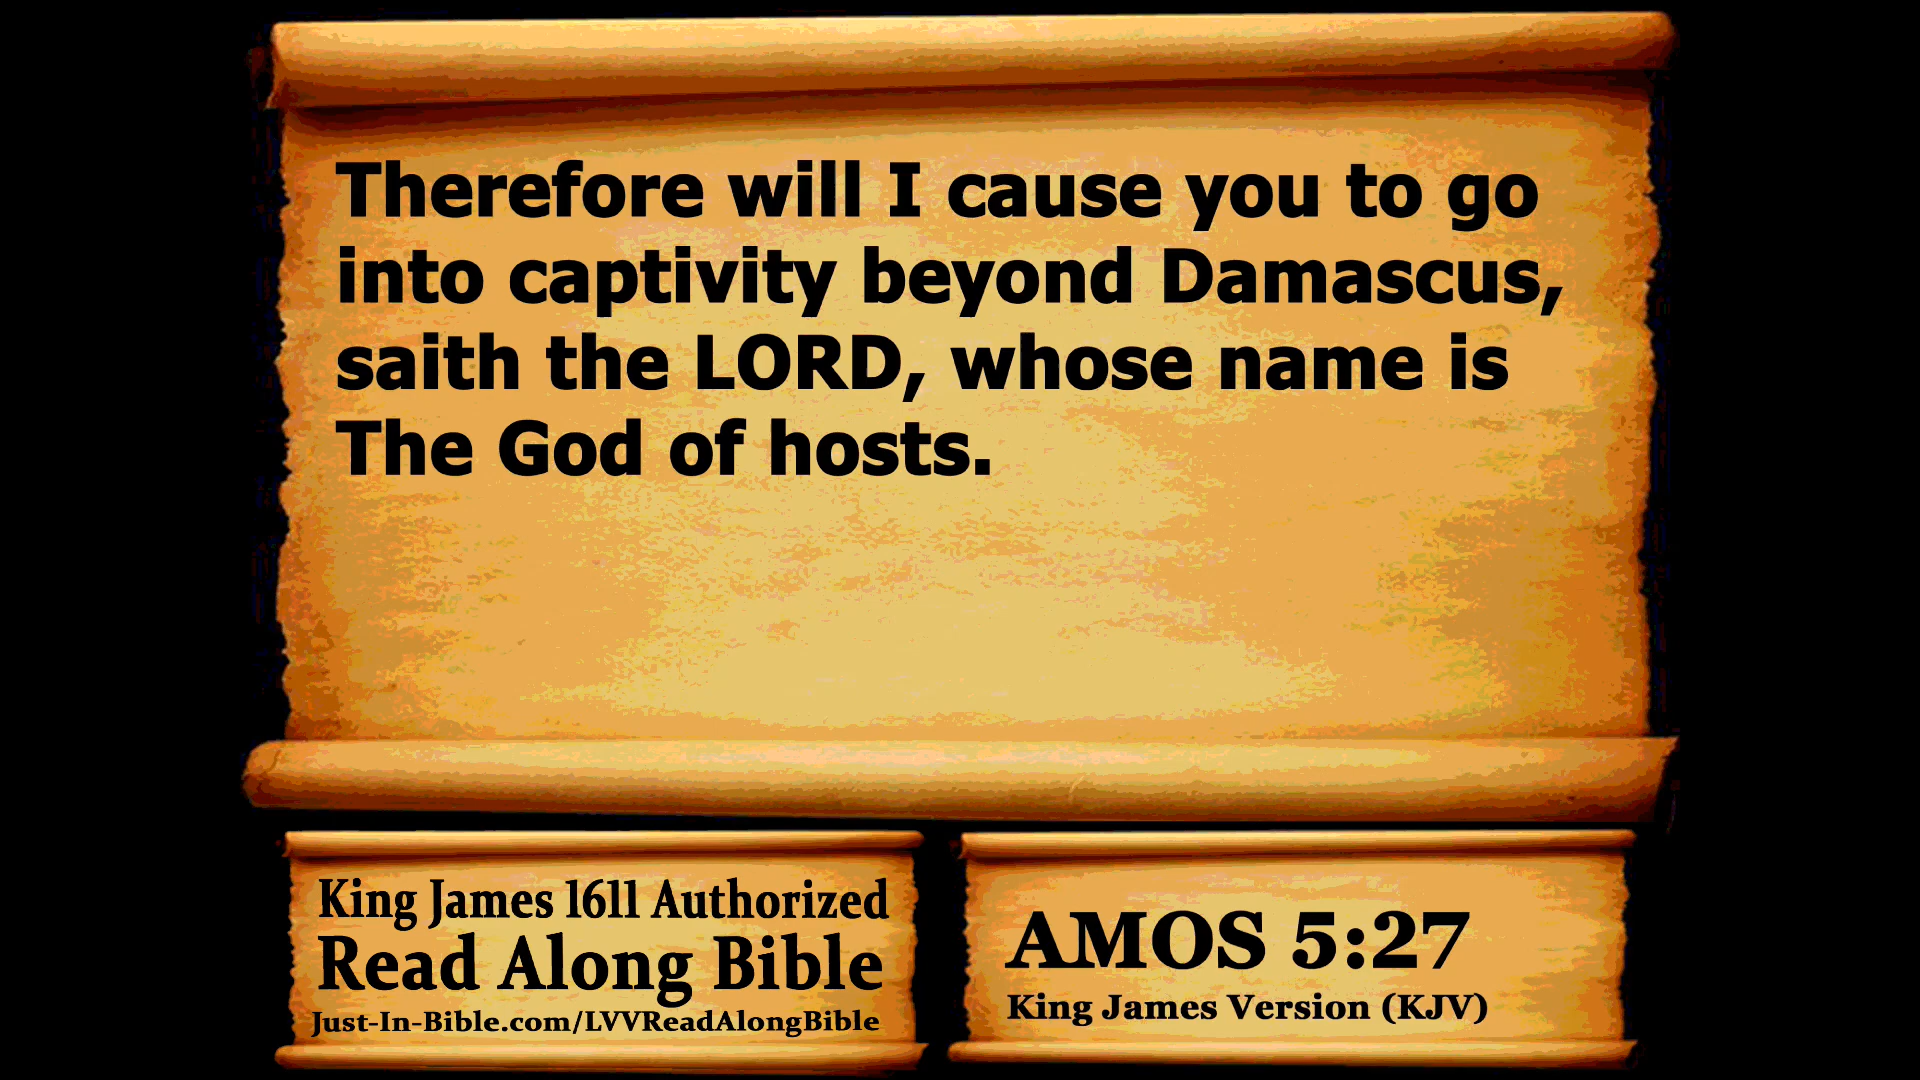 Therefore will I cause you to go
into captivity beyond Damascus,
saith the LORD, whose name is
The God of hosts.
King James 1611 Authorized
Read Along Bible
Just-In-Bible.com/LVVReadAlongBible
AMOS 5:27
King James Version (KJV)